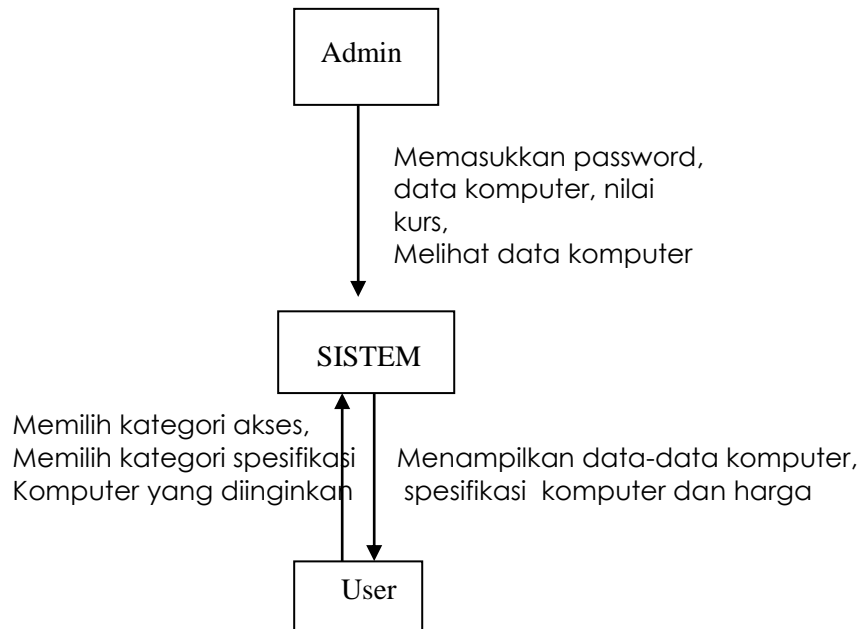 Admin
Memasukkan password,
data komputer, nilai
kurs,
Melihat data komputer
SISTEM
Memilih kategori akses,
Memilih kategori spesifikasi
Komputer yang diinginkan
Menampilkan data-data komputer,
spesifikasi komputer dan harga
User